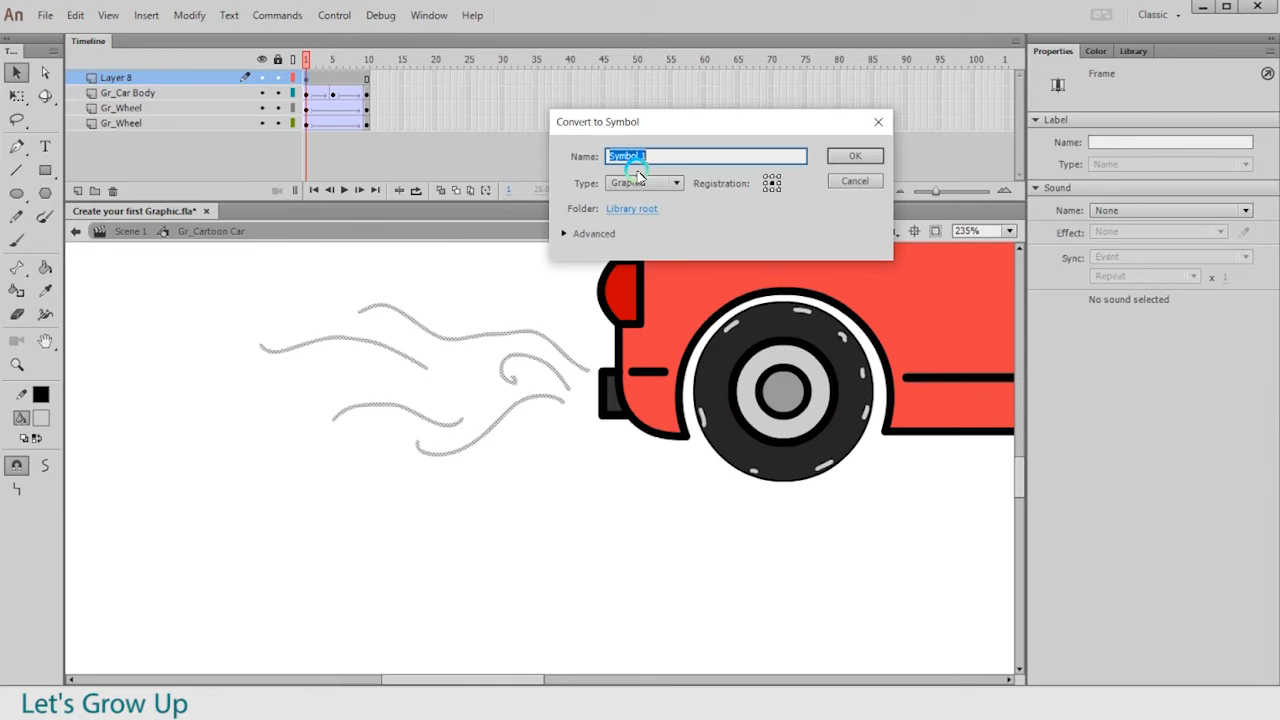 An File Edit View Insert Modify Text Commands Control Debug Window Help Classic
T...
Timeline
1 5 10 15 20 25 30 35 40 45 50 55 60 65 70 75 80 85 90 95 100 1
Layer 8
Gr_Car Body
Gr_Wheel
Gr_Wheel
1
Create your first Graphic.fla* ×
Scene 1 Gr_Cartoon Car
235%
Convert to Symbol
Name: Symbol 1
OK
Type: Graphic
Registration:
Cancel
Folder: Library root
Advanced
Properties Color Library
Frame
Label
Name:
Type: Name
Sound
Name: None
Effect: None
Sync: Event
Repeat x 1
No sound selected
Let's Grow Up